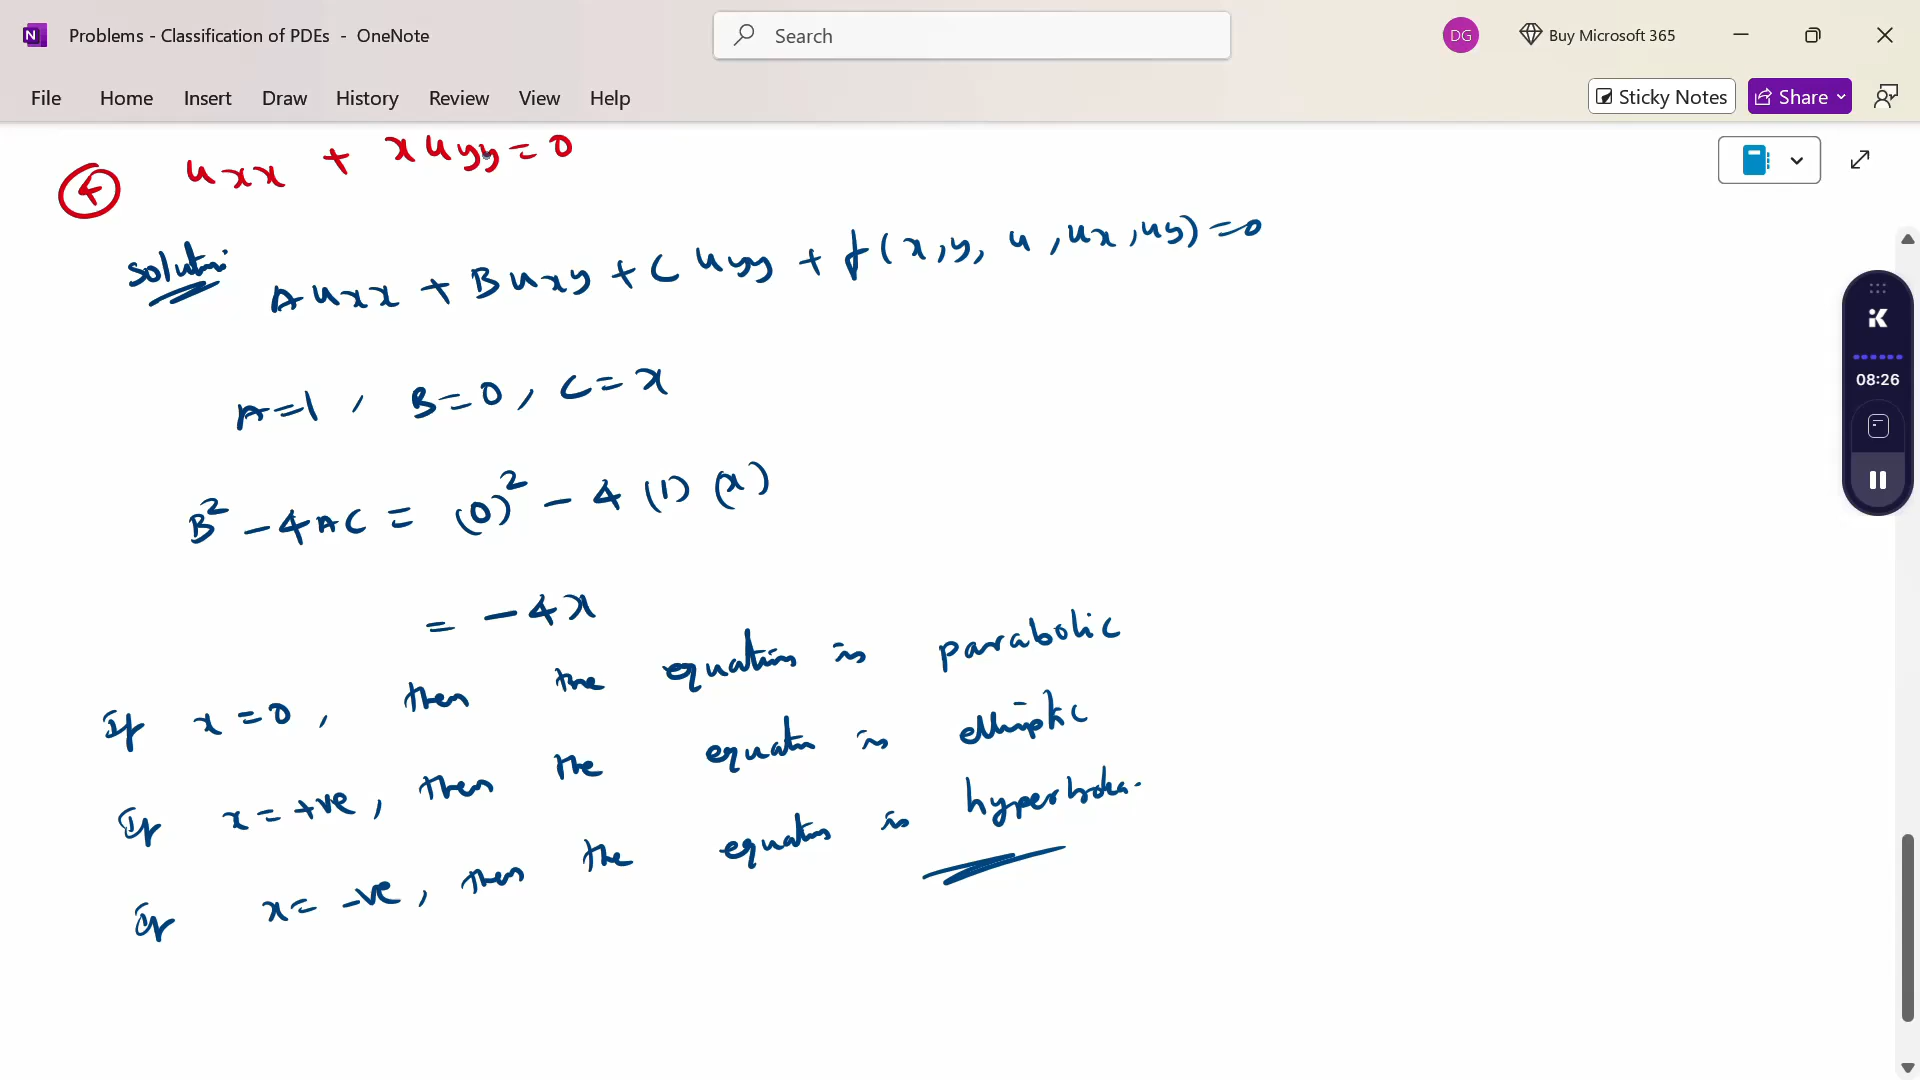 Problems - Classification of PDEs - OneNote
Search
DG
Buy Microsoft 365
File Home Insert Draw History Review View Help
Sticky Notes
Share
④ uxx + x uyy = 0
A uxx + B uxy + C uyy + f(x,y, u, ux, uy) = 0
A=1, B=0, C=x
B² - 4AC = (0)² - 4 (1) (x)
= -4x
If x=0, then the equation is parabolic
If x=+ve, then the equatn is elliptic
If x=-ve, then the equation is
08:26